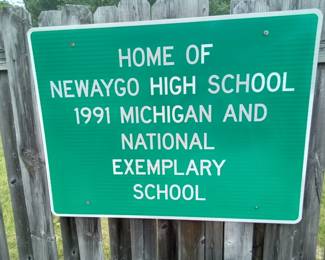 HOME OF
NEWAYGO HIGH SCHOOL
1991 MICHIGAN AND
NATIONAL
EXEMPLARY
SCHOOL